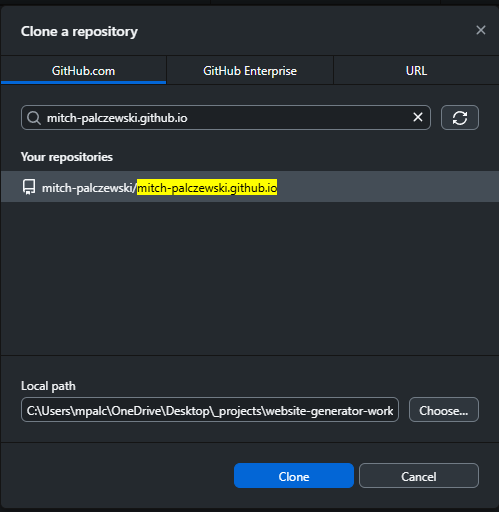 Clone a repository
GitHub.com
GitHub Enterprise
URL
mitch-palczewski.github.io
Your repositories
mitch-palczewski/mitch-palczewski.github.io
Local path
C:\Users\mpalc\OneDrive\Desktop\_projects\website-generator-work
Choose...
Clone
Cancel